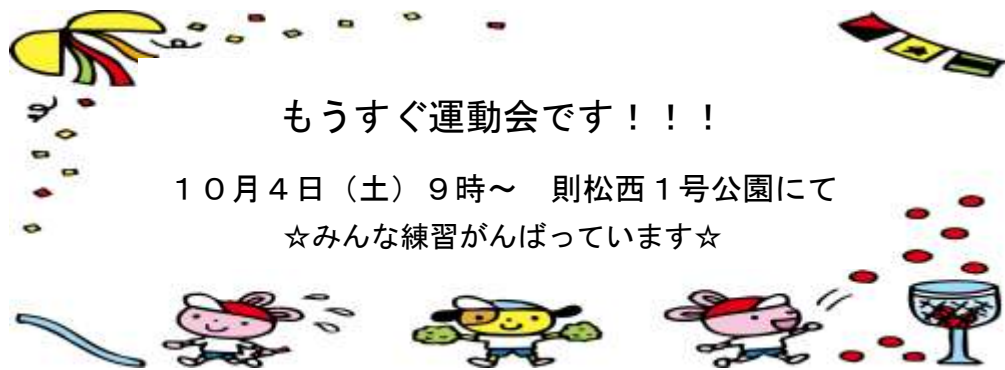 もうすぐ運動会です！！！
１０月４日（土）９時～　則松西１号公園にて
☆みんな練習がんばっています☆